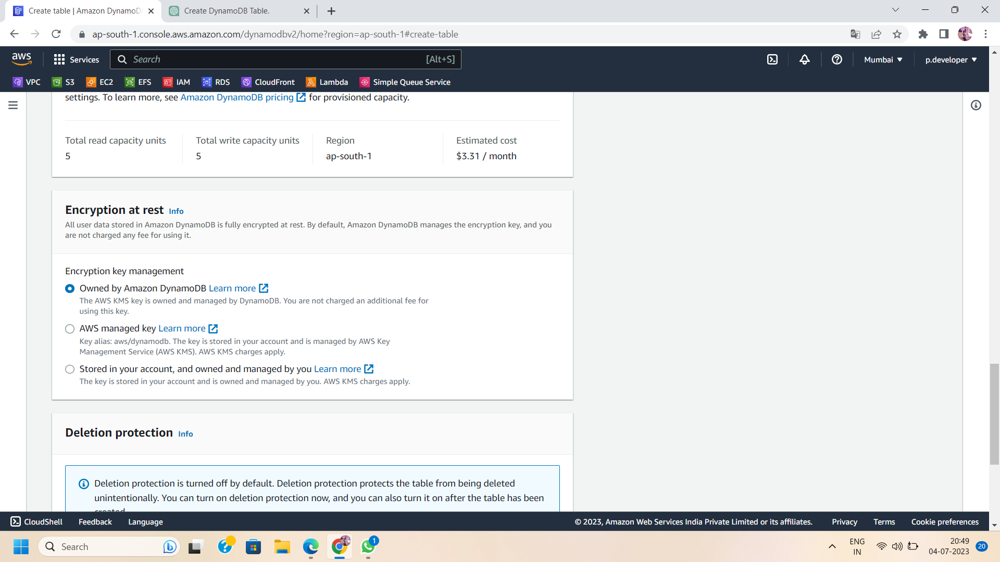 Create table | Amazon DynamoD
Create DynamoDB Table.
ap-south-1.console.aws.amazon.com/dynamodbv2/home?region=ap-south-1#create-table
aws
Services
Search
[Alt+S]
Mumbai
p.developer
VPC
S3
EC2
EFS
IAM
RDS
CloudFront
Lambda
Simple Queue Service
settings. To learn more, see Amazon DynamoDB pricing for provisioned capacity.
Total read capacity units
5
Total write capacity units
5
Region
ap-south-1
Estimated cost
$3.31 / month
Encryption at rest Info
All user data stored in Amazon DynamoDB is fully encrypted at rest. By default, Amazon DynamoDB manages the encryption key, and you
are not charged any fee for using it.
Encryption key management
Owned by Amazon DynamoDB Learn more
The AWS KMS key is owned and managed by DynamoDB. You are not charged an additional fee for
using this key.
AWS managed key Learn more
Key alias: aws/dynamodb. The key is stored in your account and is managed by AWS Key
Management Service (AWS KMS). AWS KMS charges apply.
Stored in your account, and owned and managed by you Learn more
The key is stored in your account and is owned and managed by you. AWS KMS charges apply.
Deletion protection Info
Deletion protection is turned off by default. Deletion protection protects the table from being deleted
unintentionally. You can turn on deletion protection now, and you can also turn it on after the table has been
created.
CloudShell
Feedback
Language
© 2023, Amazon Web Services India Private Limited or its affiliates.
Privacy
Terms
Cookie preferences
Search
1
ENG
IN
20:49
04-07-2023
20